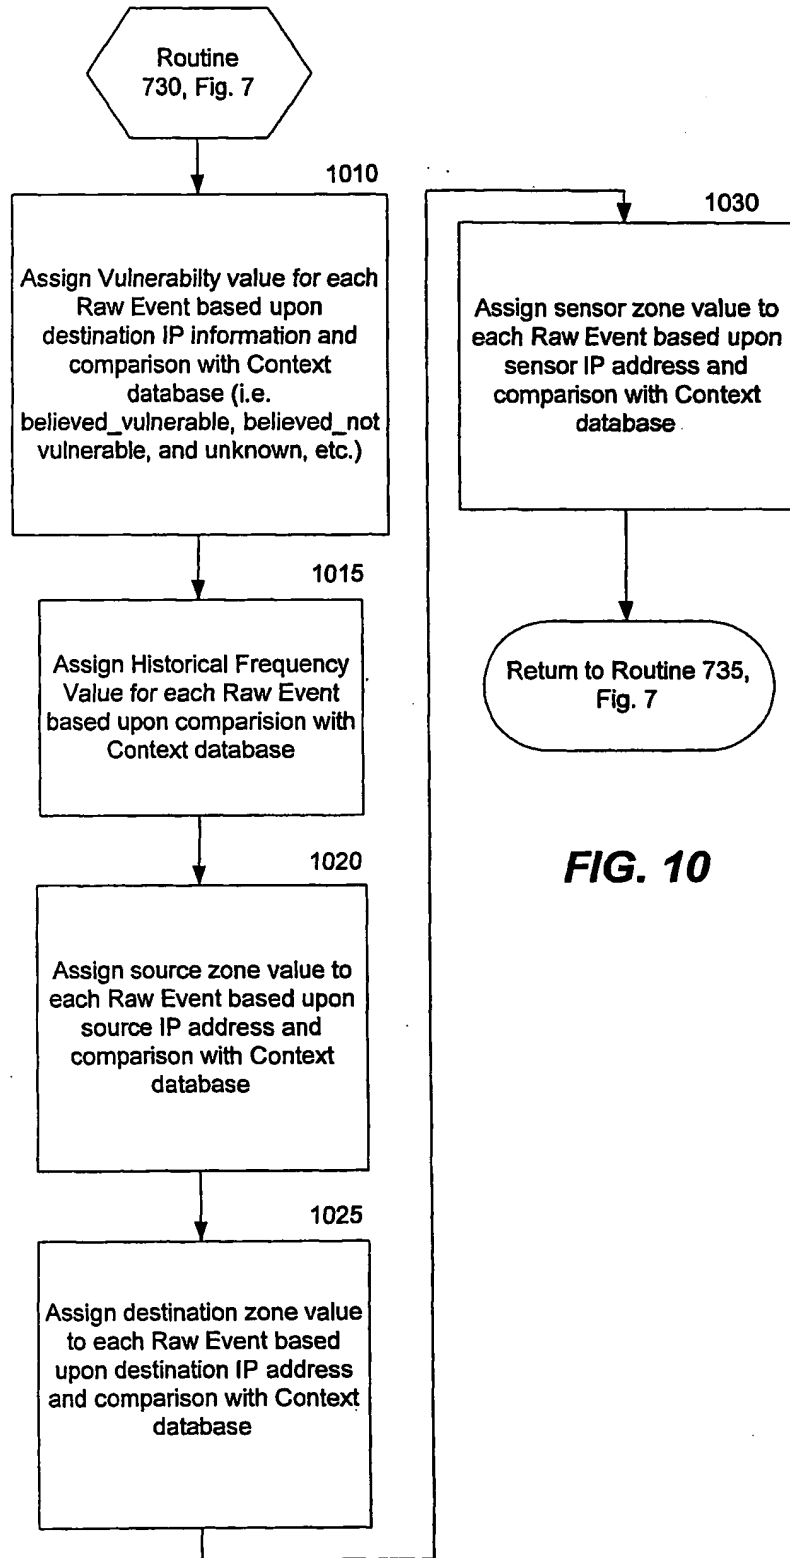 Routine
730, Fig. 7
1010
Assign Vulnerabilty value for each
Raw Event based upon
destination IP information and
comparison with Context
database (i.e.
believed_vulnerable, believed_not
vulnerable, and unknown, etc.)
1015
Assign Historical Frequency
Value for each Raw Event
based upon comparision with
Context database
1020
Assign source zone value to
each Raw Event based upon
source IP address and
comparison with Context
database
1025
Assign destination zone value
to each Raw Event based
upon destination IP address
and comparison with Context
database
1030
Assign sensor zone value to
each Raw Event based upon
sensor IP address and
comparison with Context
database
Return to Routine 735,
Fig. 7
FIG. 10